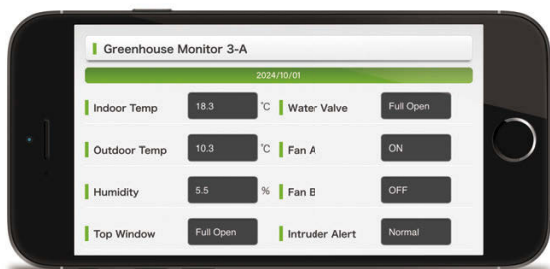 Greenhouse Monitor 3-A
2024/10/01
Indoor Temp 18.3 °C Water Valve Full Open
Outdoor Temp 10.3 °C Fan A ON
Humidity 5.5 % Fan B OFF
Top Window Full Open Intruder Alert Normal